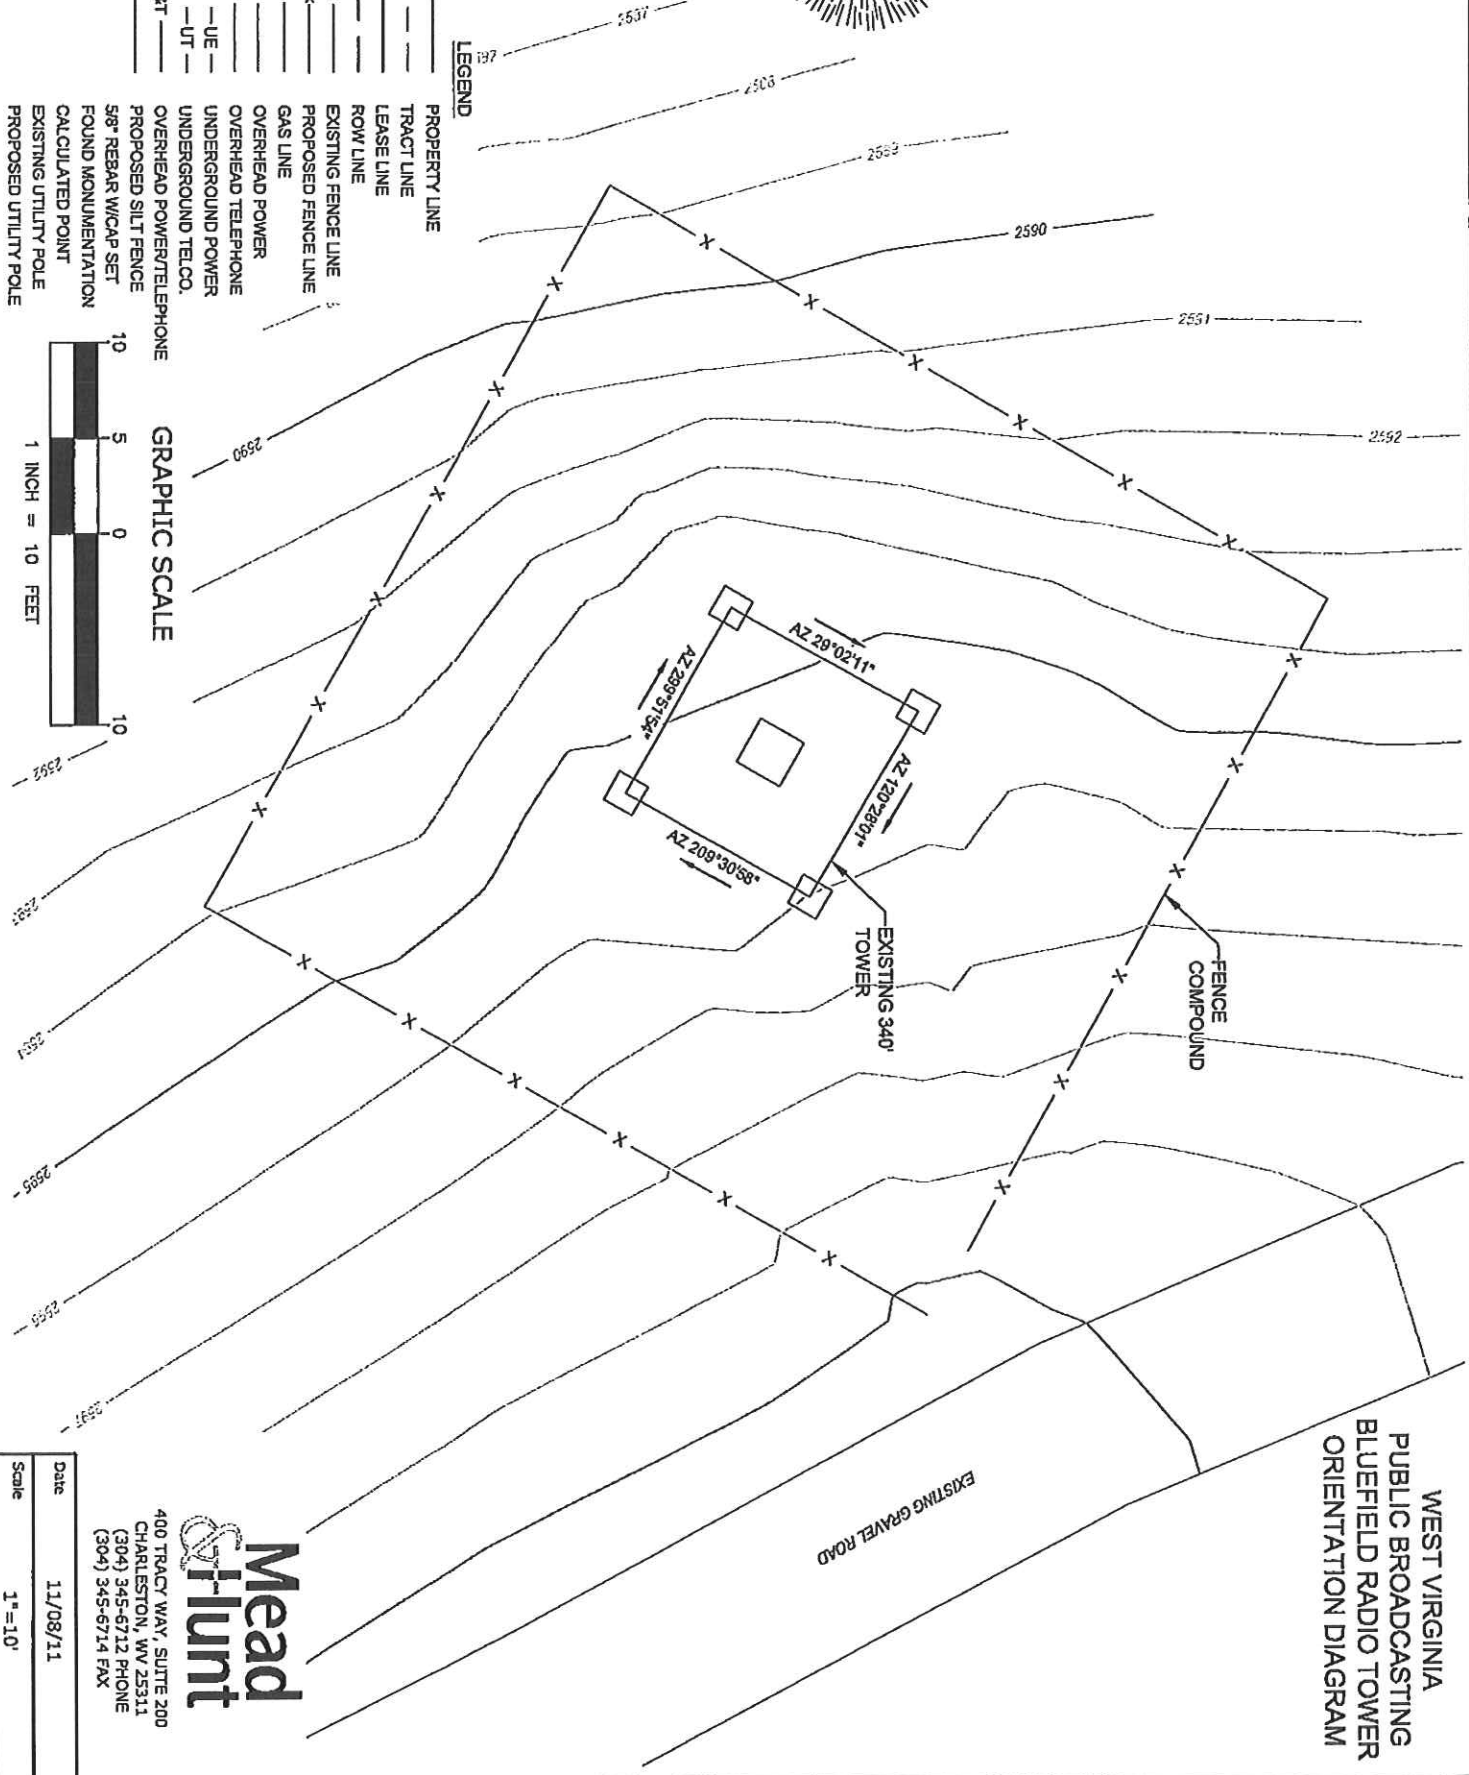 WEST VIRGINIA
PUBLIC BROADCASTING
BLUEFIELD RADIO TOWER
ORIENTATION DIAGRAM
2590
2591
2592
FENCE
COMPOUND
EXISTING 340'
TOWER
AZ 29°02'11"
AZ 120°28'01"
AZ 209°30'58"
AZ 299°51'54"
EXISTING GRAVEL ROAD
2590
2592
2595
LEGEND
PROPERTY LINE
TRACT LINE
LEASE LINE
ROW LINE
EXISTING FENCE LINE
PROPOSED FENCE LINE
GAS LINE
OVERHEAD POWER
OVERHEAD TELEPHONE
UE UNDERGROUND POWER
UT UNDERGROUND TELCO.
OVERHEAD POWER/TELEPHONE
PROPOSED SILT FENCE
5/8" REBAR W/CAP SET
FOUND MONUMENTATION
CALCULATED POINT
EXISTING UTILITY POLE
PROPOSED UTILITY POLE
GRAPHIC SCALE
10 5 0 10
1 INCH = 10 FEET
Mead
&Hunt
400 TRACY WAY, SUITE 200
CHARLESTON, WV 25311
(304) 345-6712 PHONE
(304) 345-6714 FAX
Date 11/08/11
Scale 1"=10'